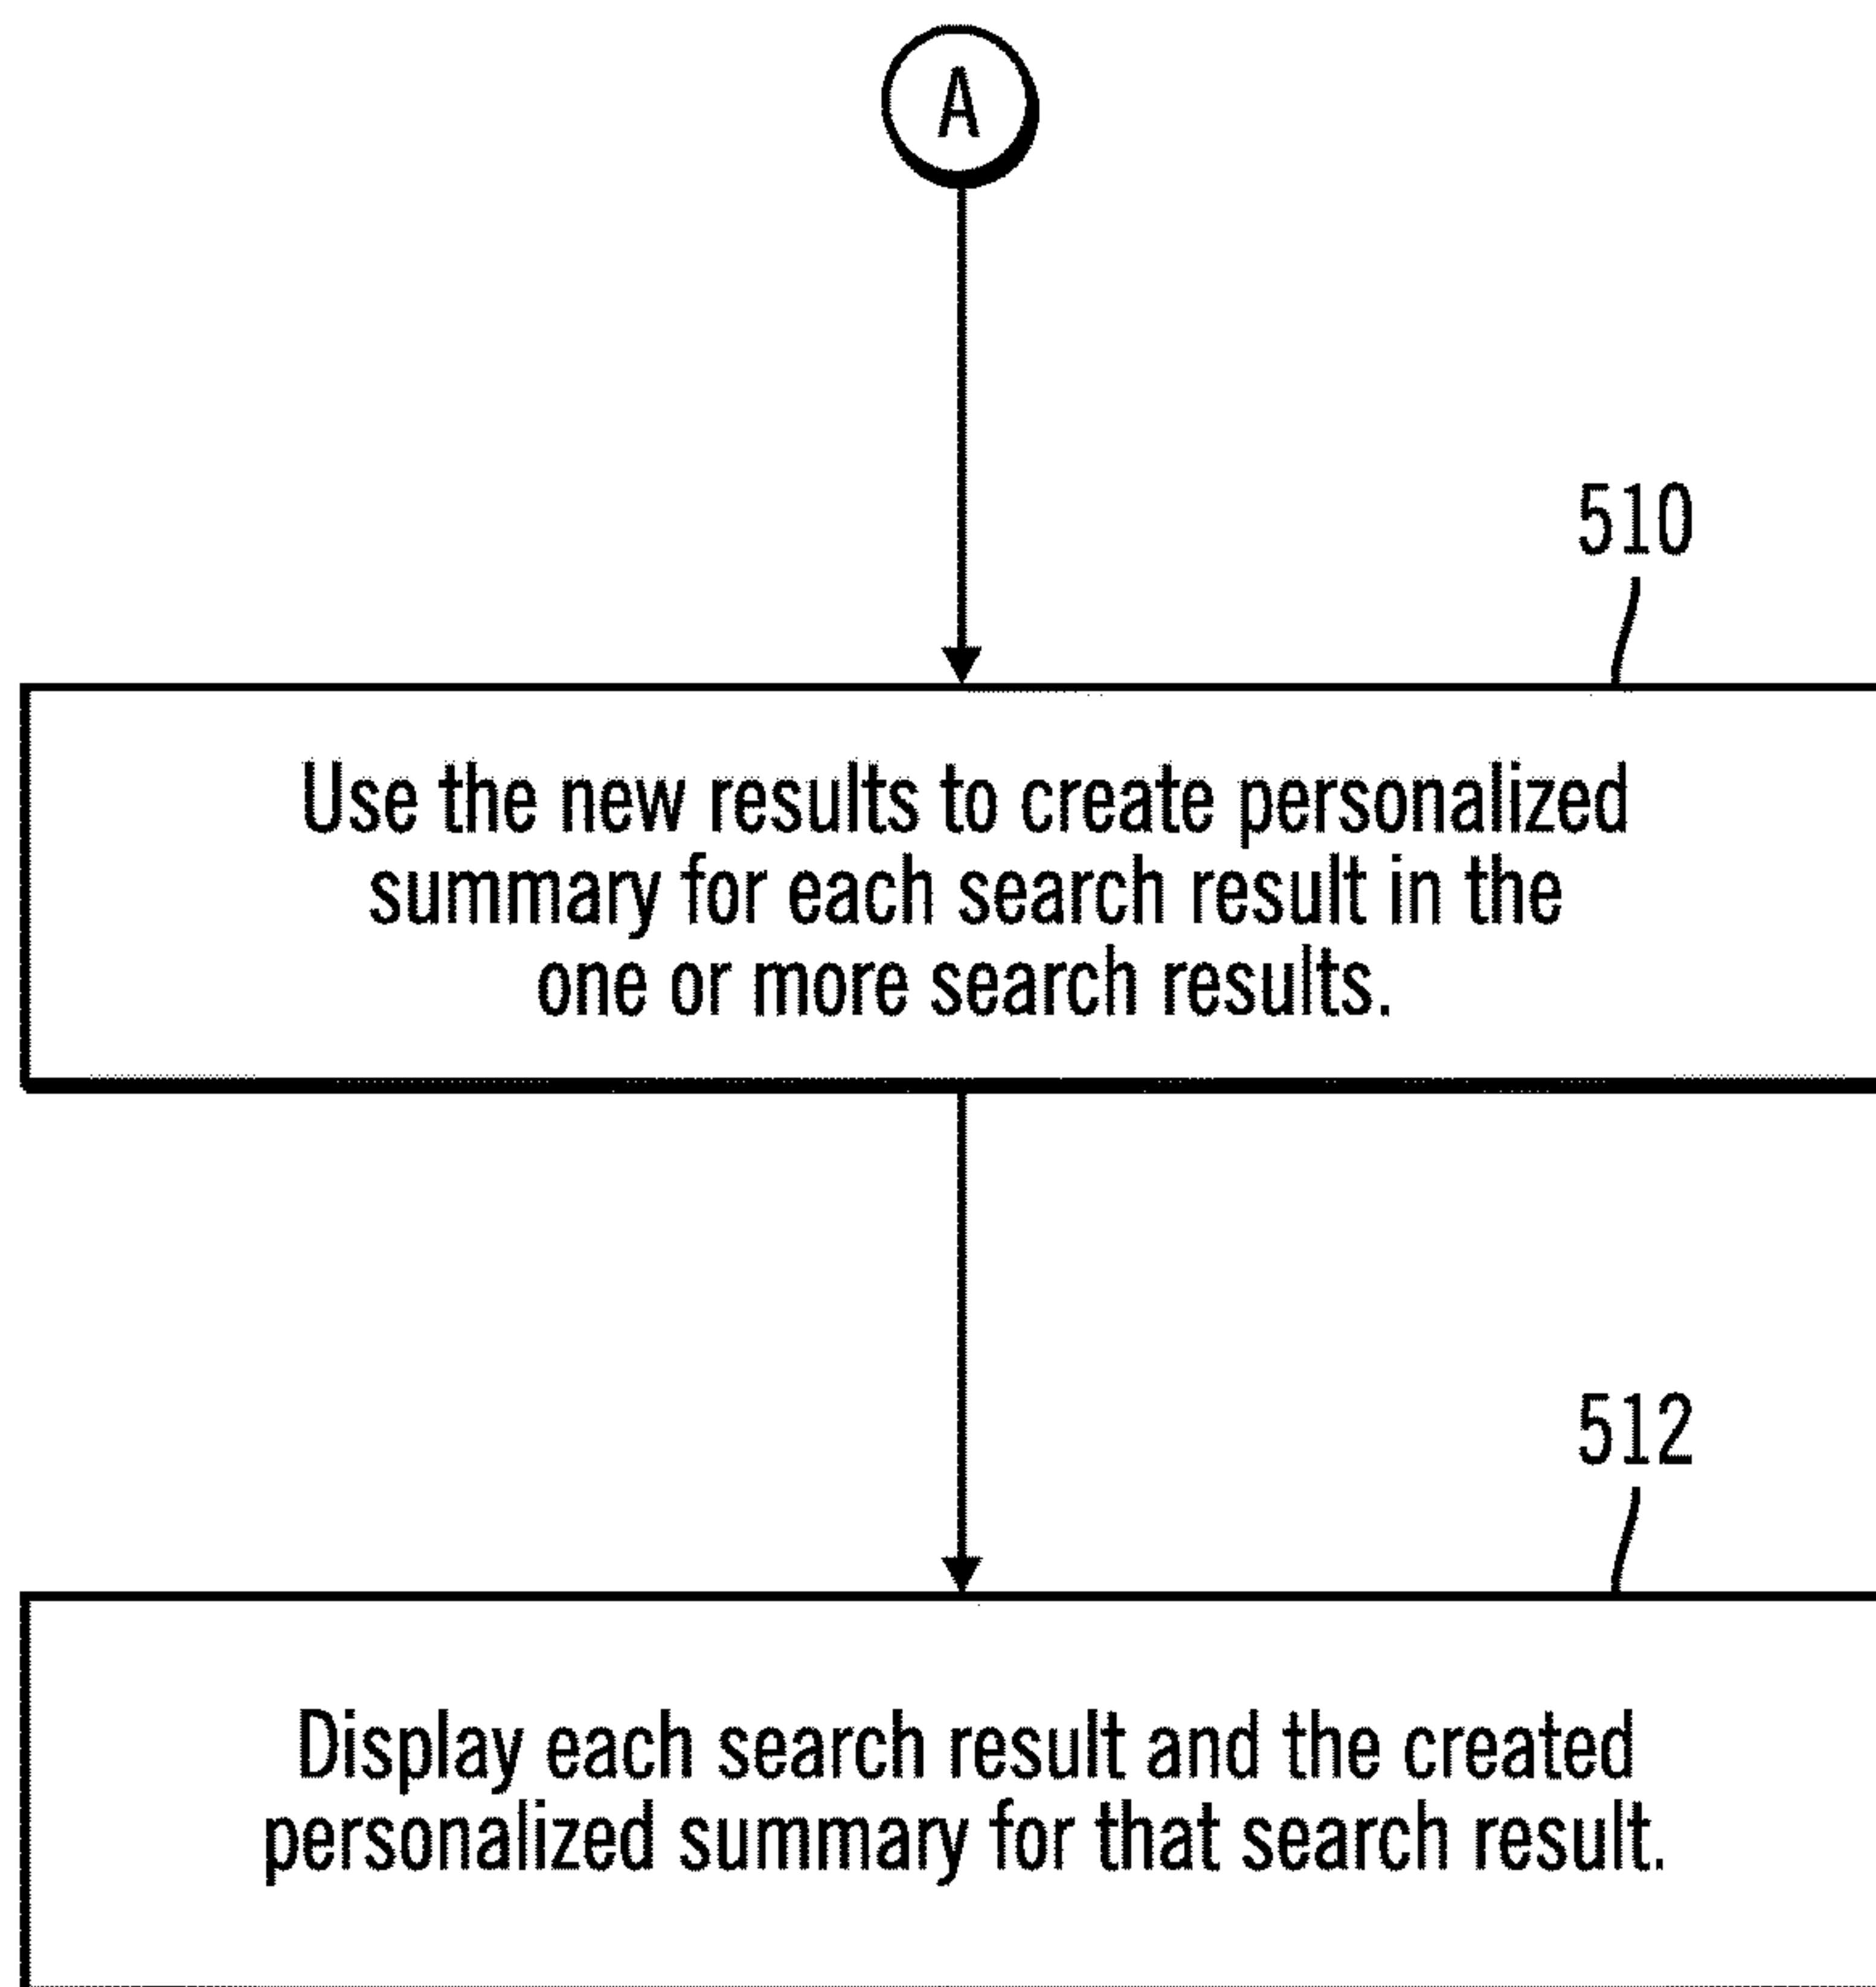 A
510
Use the new results to create personalized
summary for each search result in the
one or more search results.
512
Display each search result and the created
personalized summary for that search result.